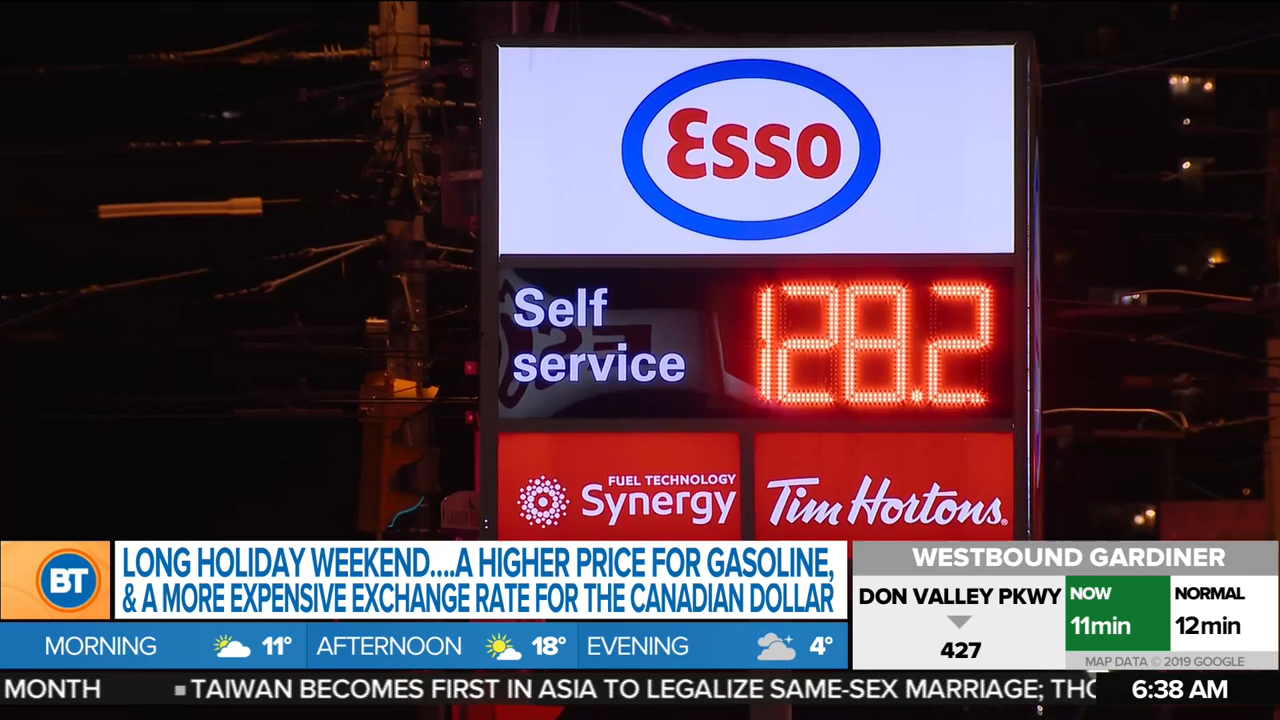 Esso
Self
service
128.2
FUEL TECHNOLOGY
Synergy
Tim Hortons
BT
LONG HOLIDAY WEEKEND....A HIGHER PRICE FOR GASOLINE,
& A MORE EXPENSIVE EXCHANGE RATE FOR THE CANADIAN DOLLAR
MORNING 11° AFTERNOON 18° EVENING 4°
WESTBOUND GARDINER
DON VALLEY PKWY
427
NOW
11min
NORMAL
12min
MAP DATA © 2019 GOOGLE
MONTH ■ TAIWAN BECOMES FIRST IN ASIA TO LEGALIZE SAME-SEX MARRIAGE; THO
6:38 AM